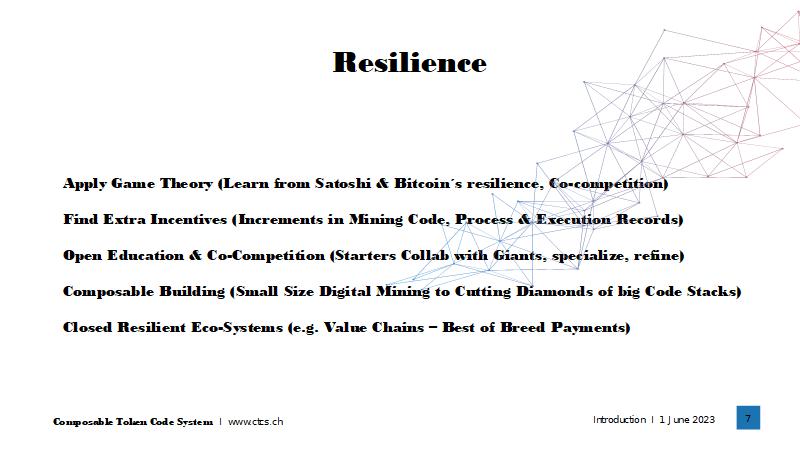 Resilience
Apply Game Theory (Learn from Satoshi & Bitcoin´s resilience, Co-competition)
Find Extra Incentives (Increments in Mining Code, Process & Execution Records)
Open Education & Co-Competition (Starters Collab with Giants, specialize, refine)
Composable Building (Small Size Digital Mining to Cutting Diamonds of big Code Stacks)
Closed Resilient Eco-Systems (e.g. Value Chains – Best of Breed Payments)
Composable Token Code System I www.ctcs.ch
Introduction I 1 June 2023 7